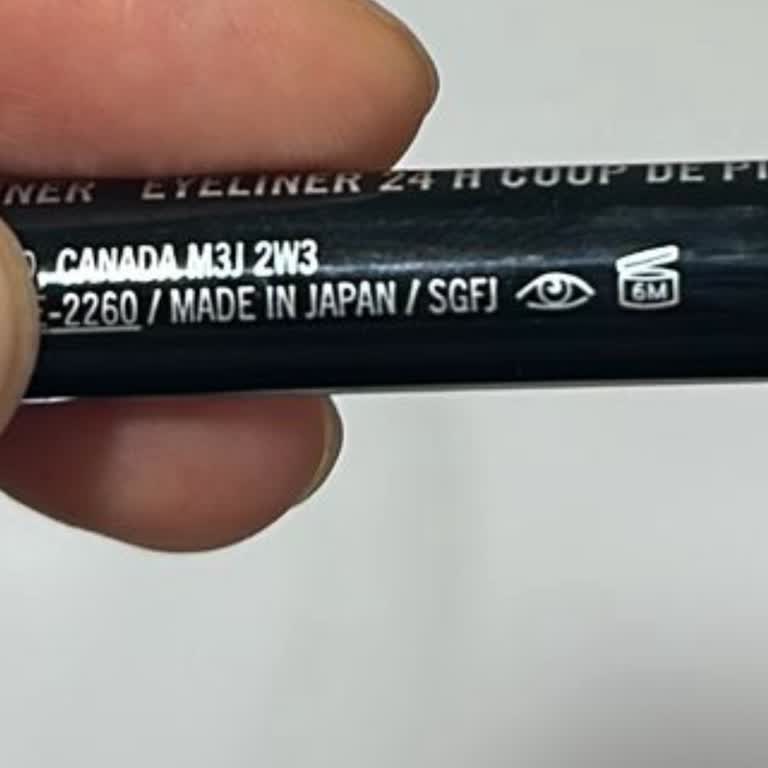 EYELINER 24 H COUP DE
CANADA M3J 2W3
-2260 / MADE IN JAPAN / SGFJ
6M